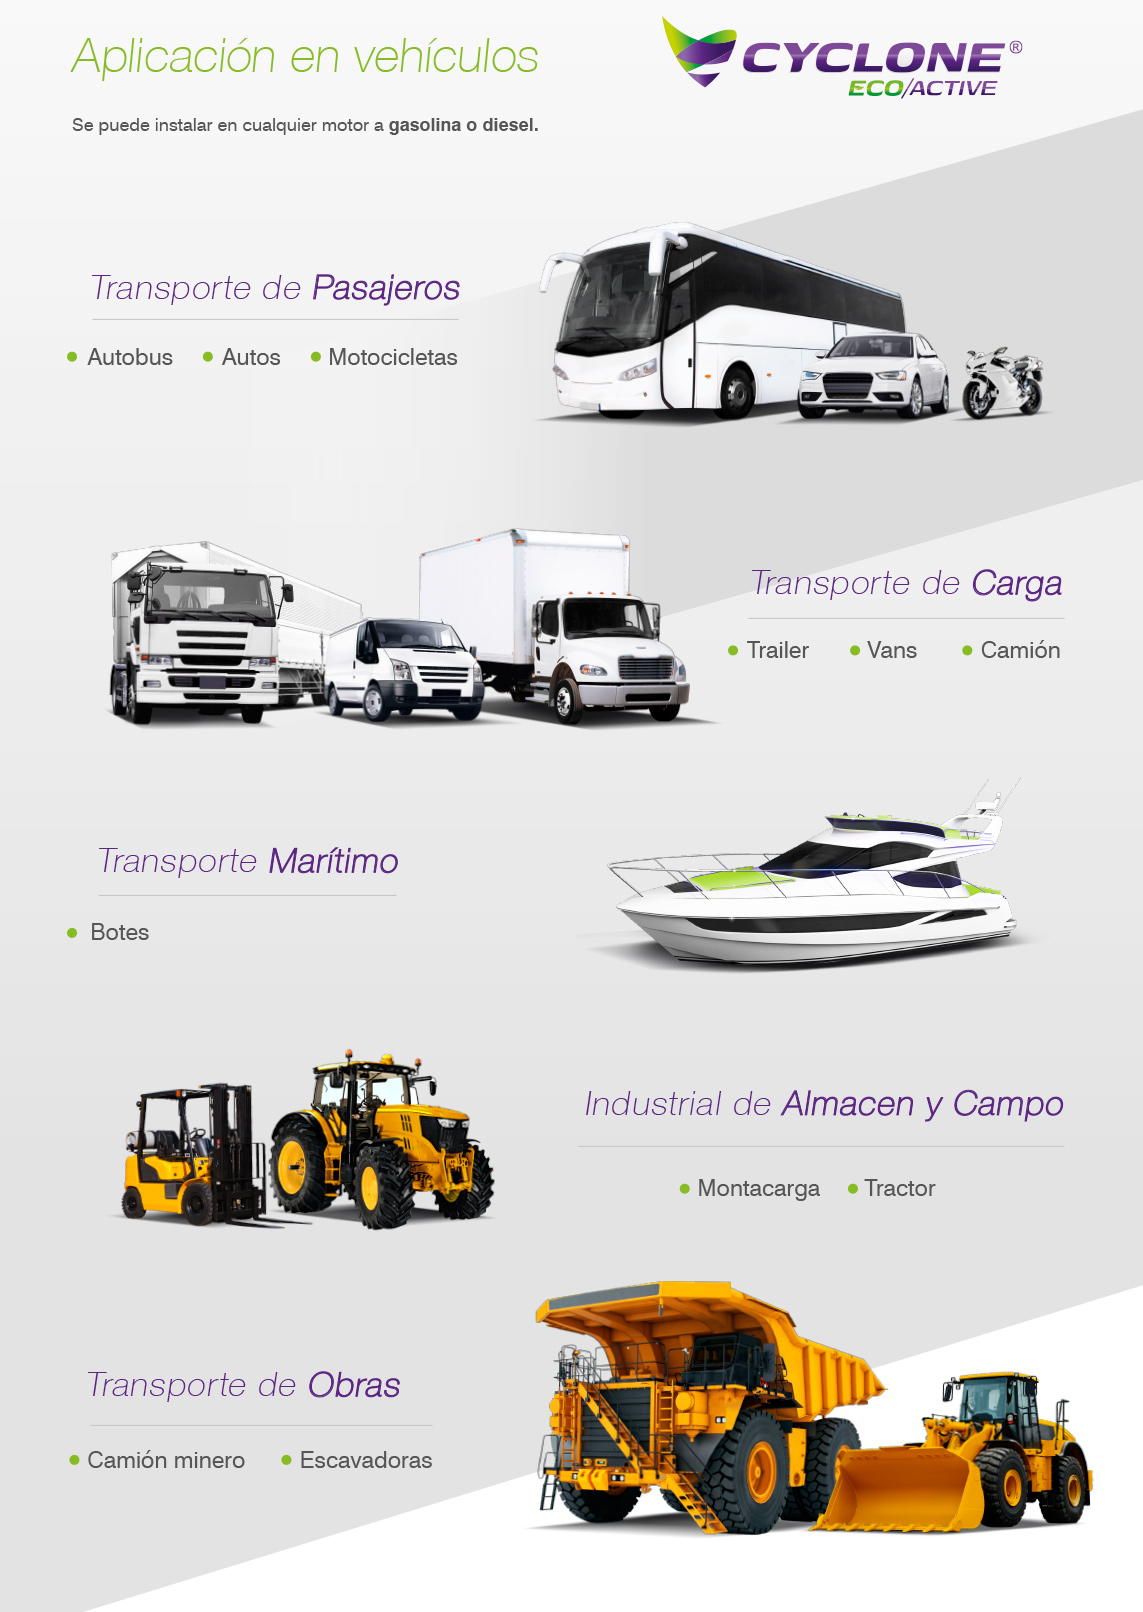 Aplicación en vehículos
CYCLONE®
ECO/ACTIVE
Se puede instalar en cualquier motor a gasolina o diesel.
Transporte de Pasajeros
Autobus
Autos
Motocicletas
Transporte de Carga
Trailer
Vans
Camión
Transporte Marítimo
Botes
Industrial de Almacen y Campo
Montacarga
Tractor
Transporte de Obras
Camión minero
Escavadoras